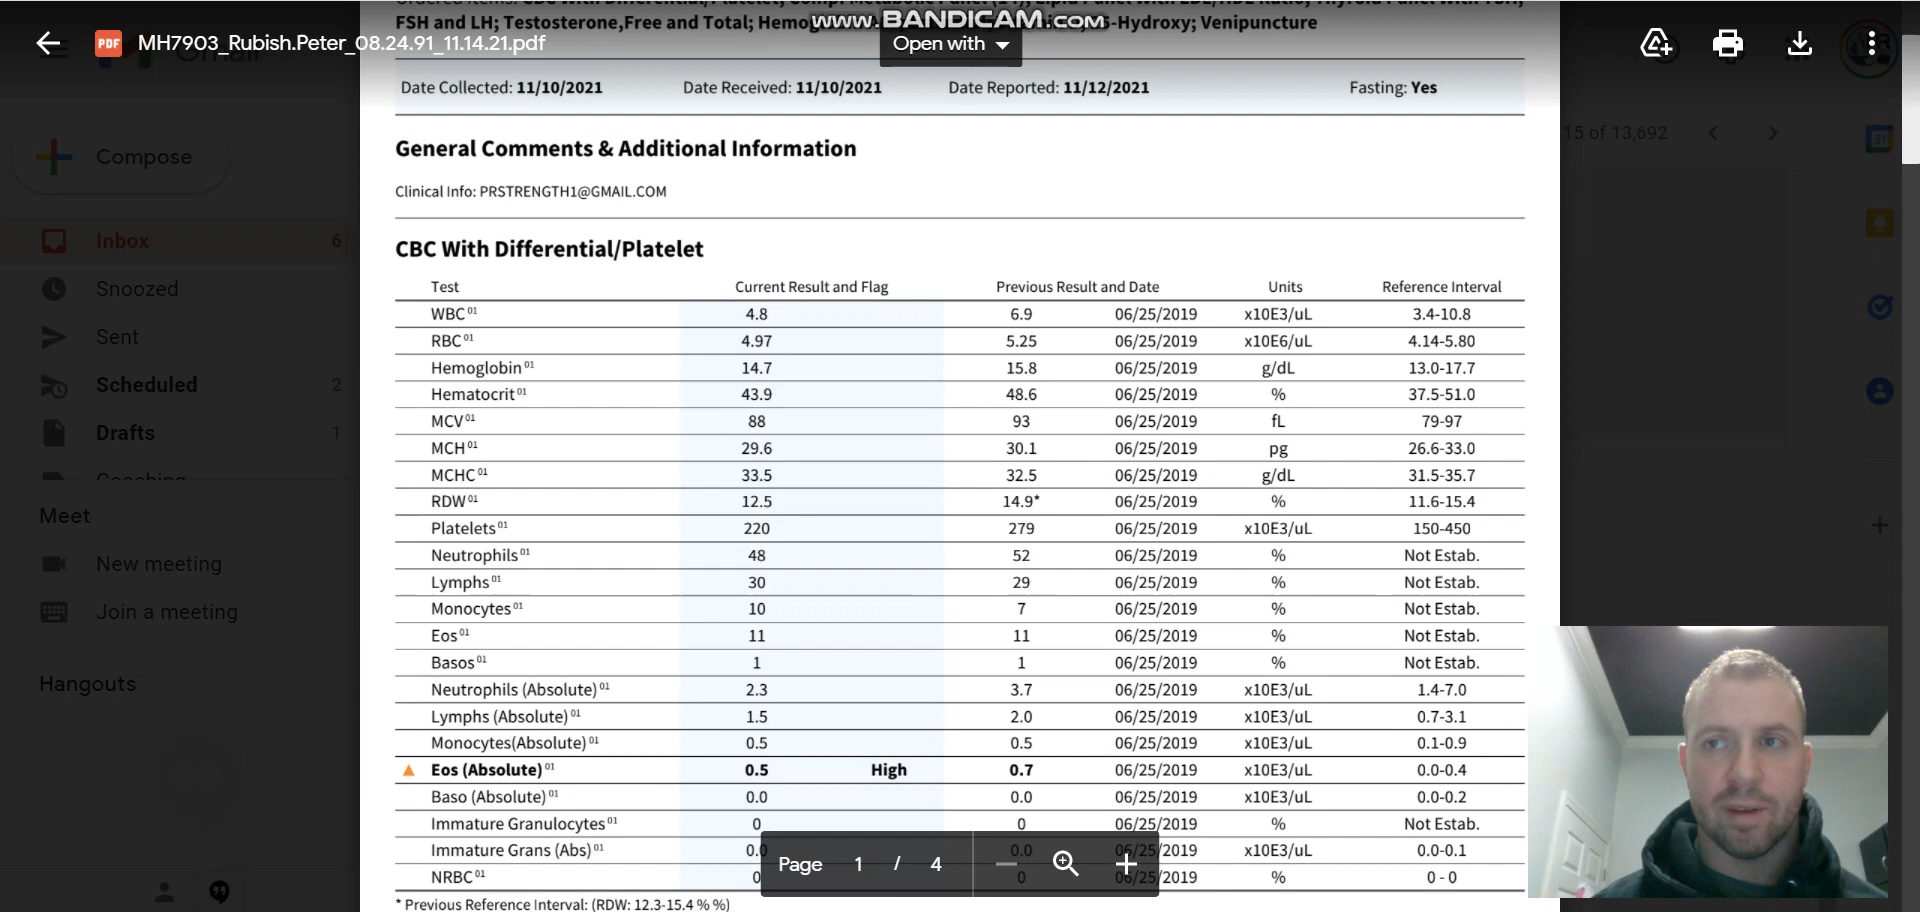 FSH and LH; Testosterone,Free and Total; Hemog
-Hydroxy; Venipuncture
www.BANDICAM.com
MH7903_Rubish.Peter_08.24.91_11.14.21.pdf
Open with
Date Collected: 11/10/2021 Date Received: 11/10/2021 Date Reported: 11/12/2021 Fasting: Yes
15 of 13,692
Compose
Inbox 6
Snoozed
Sent
Scheduled 2
Drafts 1
Coaching
Meet
New meeting
Join a meeting
Hangouts
General Comments & Additional Information
Clinical Info: PRSTRENGTH1@GMAIL.COM
CBC With Differential/Platelet
Test Current Result and Flag Previous Result and Date Units Reference Interval
WBC 01 4.8 6.9 06/25/2019 x10E3/uL 3.4-10.8
RBC 01 4.97 5.25 06/25/2019 x10E6/uL 4.14-5.80
Hemoglobin 01 14.7 15.8 06/25/2019 g/dL 13.0-17.7
Hematocrit 01 43.9 48.6 06/25/2019 % 37.5-51.0
MCV 01 88 93 06/25/2019 fL 79-97
MCH 01 29.6 30.1 06/25/2019 pg 26.6-33.0
MCHC 01 33.5 32.5 06/25/2019 g/dL 31.5-35.7
RDW 01 12.5 14.9* 06/25/2019 % 11.6-15.4
Platelets 01 220 279 06/25/2019 x10E3/uL 150-450
Neutrophils 01 48 52 06/25/2019 % Not Estab.
Lymphs 01 30 29 06/25/2019 % Not Estab.
Monocytes 01 10 7 06/25/2019 % Not Estab.
Eos 01 11 11 06/25/2019 % Not Estab.
Basos 01 1 1 06/25/2019 % Not Estab.
Neutrophils (Absolute) 01 2.3 3.7 06/25/2019 x10E3/uL 1.4-7.0
Lymphs (Absolute) 01 1.5 2.0 06/25/2019 x10E3/uL 0.7-3.1
Monocytes(Absolute) 01 0.5 0.5 06/25/2019 x10E3/uL 0.1-0.9
Eos (Absolute) 01 0.5 High 0.7 06/25/2019 x10E3/uL 0.0-0.4
Baso (Absolute) 01 0.0 0.0 06/25/2019 x10E3/uL 0.0-0.2
Immature Granulocytes 01 0 0 06/25/2019 % Not Estab.
Immature Grans (Abs) 01 0.0 0.0 06/25/2019 x10E3/uL 0.0-0.1
NRBC 01 0 0 06/25/2019 % 0 - 0
* Previous Reference Interval: (RDW: 12.3-15.4 % %)
Page 1 / 4